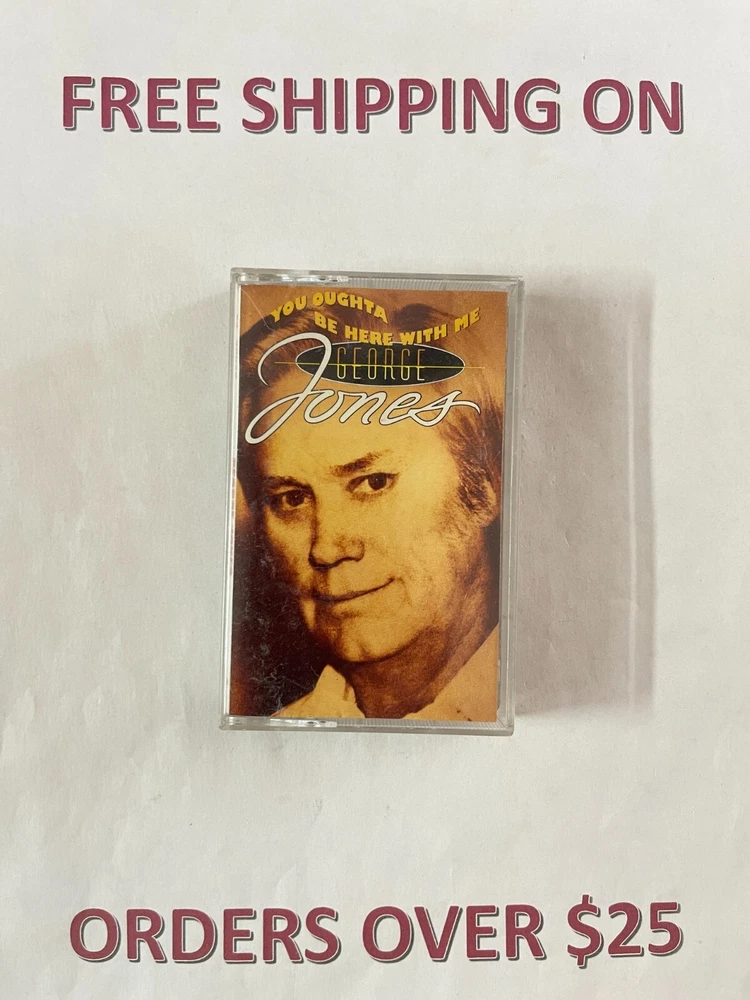 FREE SHIPPING ON
YOU OUGHTA
BE HERE WITH ME
GEORGE
Jones
ORDERS OVER $25